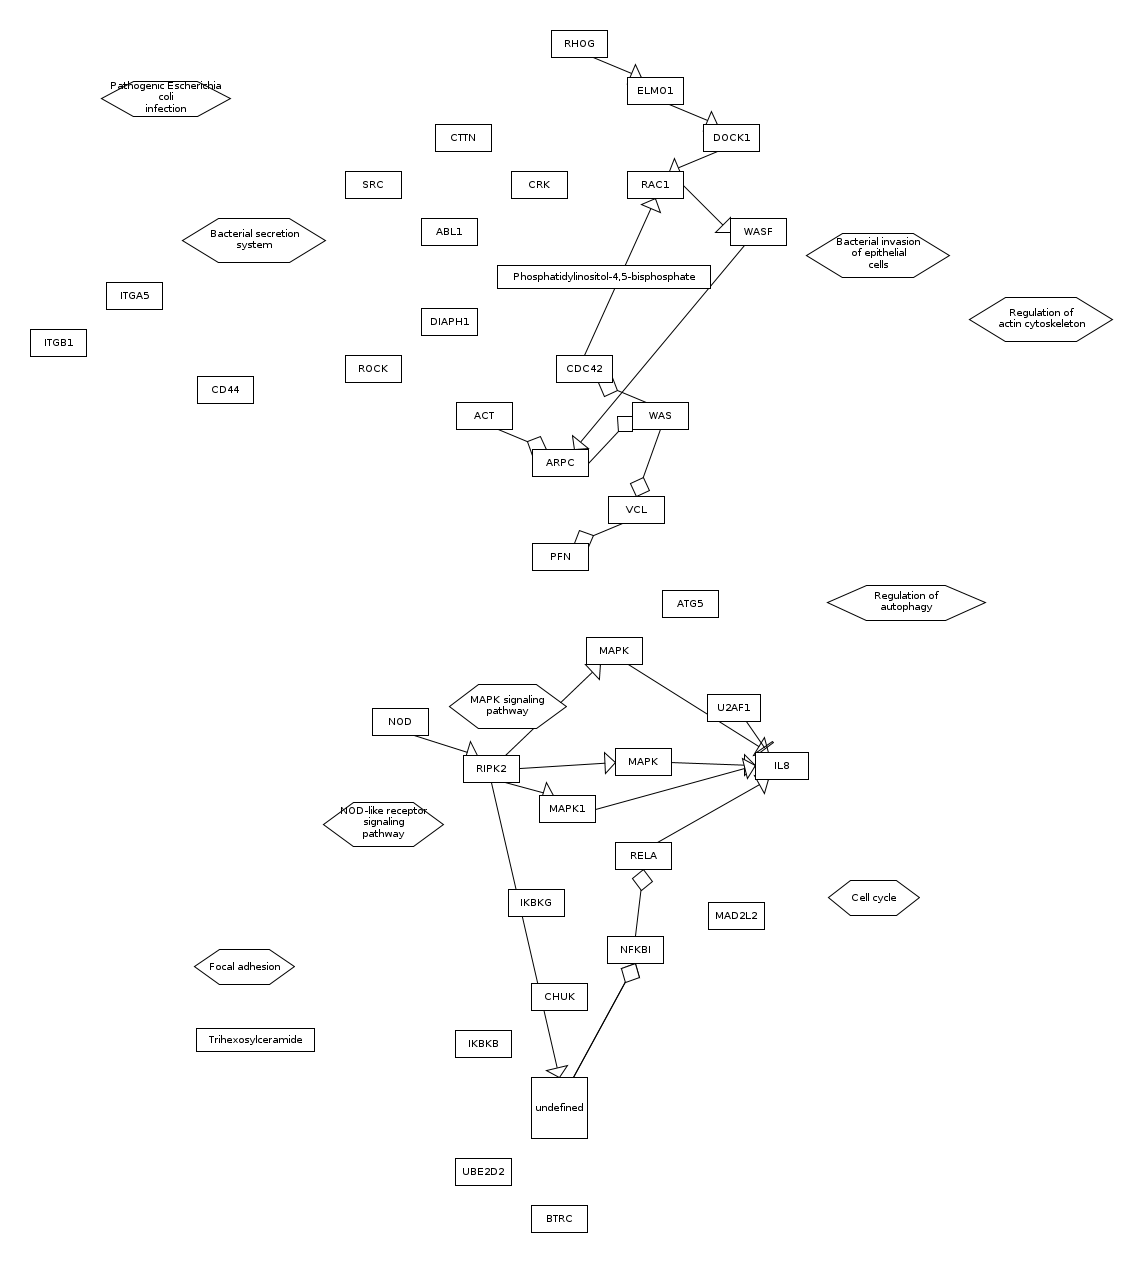 RHOG
Pathogenic Escherichia
coli
infection
ELMO1
CTTN
DOCK1
SRC
CRK
RAC1
Bacterial secretion
system
ABL1
WASF
Bacterial invasion
of epithelial
cells
Phosphatidylinositol-4,5-bisphosphate
ITGA5
DIAPH1
Regulation of
actin cytoskeleton
ITGB1
ROCK
CDC42
CD44
ACT
WAS
ARPC
VCL
PFN
ATG5
Regulation of
autophagy
MAPK
MAPK signaling
pathway
U2AF1
NOD
RIPK2
MAPK
IL8
MAPK1
NOD-like receptor
signaling
pathway
RELA
IKBKG
MAD2L2
Cell cycle
NFKBI
Focal adhesion
CHUK
Trihexosylceramide
IKBKB
undefined
UBE2D2
BTRC